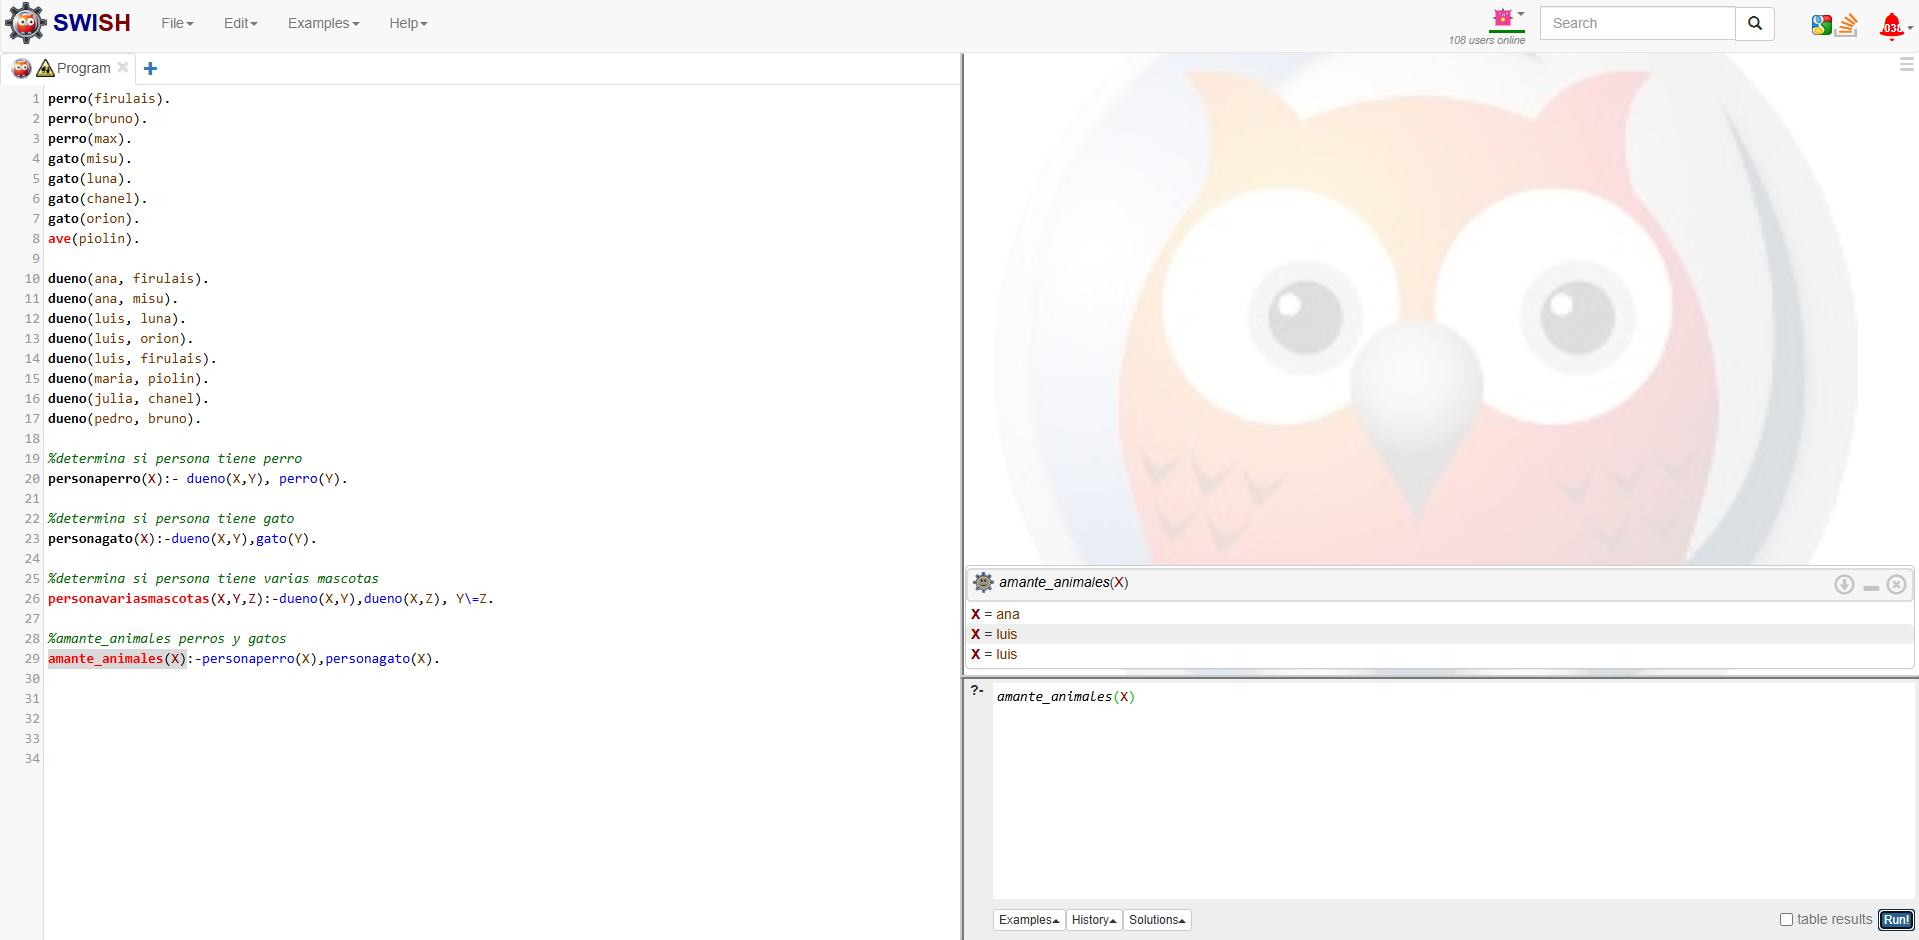 SWISH File Edit Examples Help
108 users online
Search
Program
1 perro(firulais).
2 perro(bruno).
3 perro(max).
4 gato(misu).
5 gato(luna).
6 gato(chanel).
7 gato(orion).
8 ave(piolin).
9
10 dueno(ana, firulais).
11 dueno(ana, misu).
12 dueno(luis, luna).
13 dueno(luis, orion).
14 dueno(luis, firulais).
15 dueno(maria, piolin).
16 dueno(julia, chanel).
17 dueno(pedro, bruno).
18
19 %determina si persona tiene perro
20 personaperro(X):- dueno(X,Y), perro(Y).
21
22 %determina si persona tiene gato
23 personagato(X):-dueno(X,Y),gato(Y).
24
25 %determina si persona tiene varias mascotas
26 personavariasmascotas(X,Y,Z):-dueno(X,Y),dueno(X,Z), Y\=Z.
27
28 %amante_animales perros y gatos
29 amante_animales(X):-personaperro(X),personagato(X).
30
31
32
33
34
amante_animales(X)
X = ana
X = luis
X = luis
?- amante_animales(X)
Examples History Solutions table results Run!